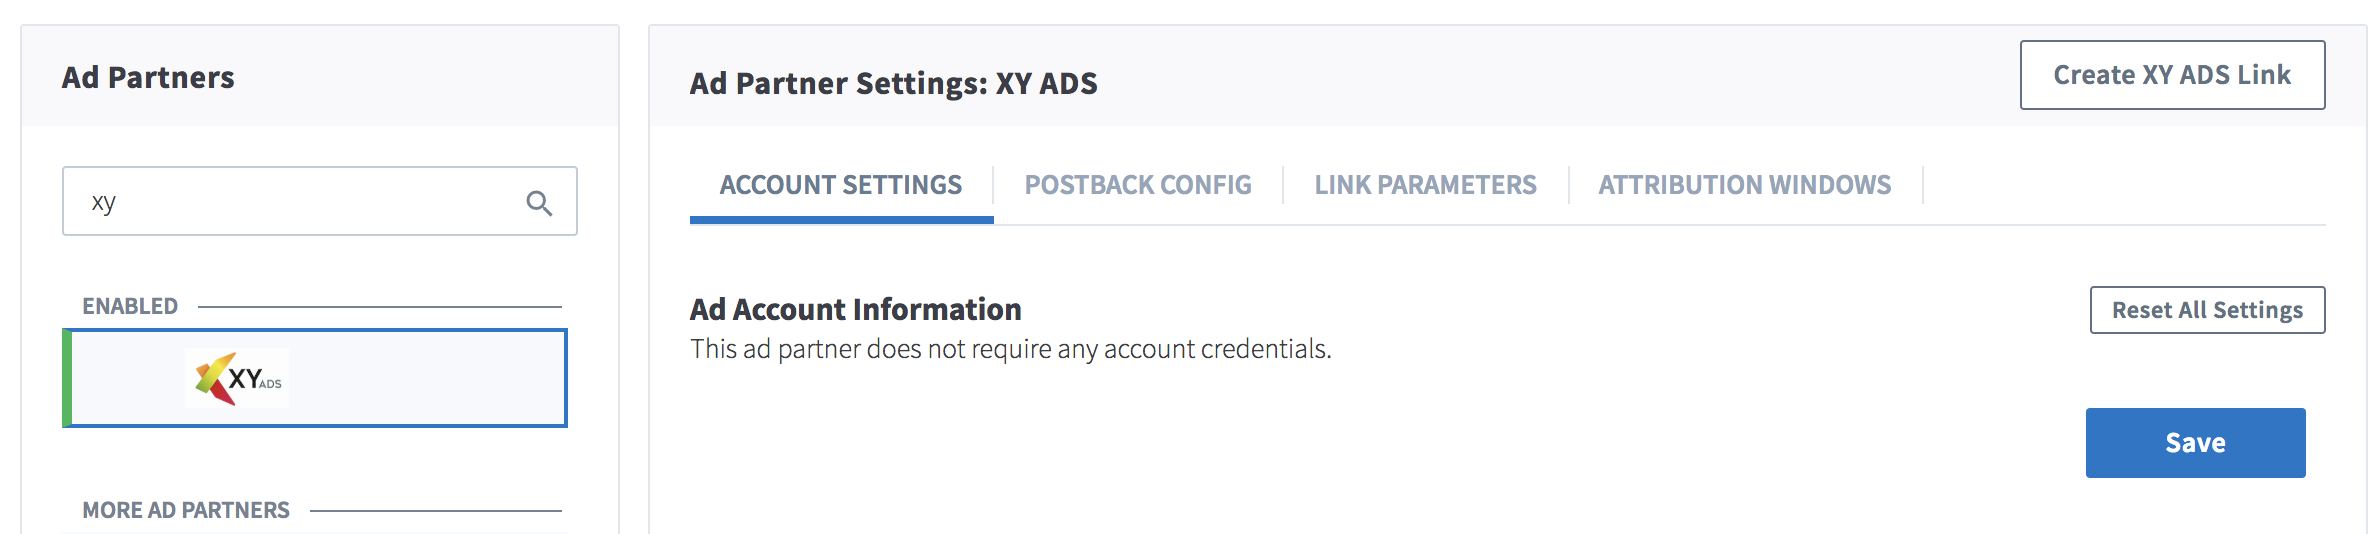 Ad Partners
xy
ENABLED
XY ADS
MORE AD PARTNERS
Ad Partner Settings: XY ADS
Create XY ADS Link
ACCOUNT SETTINGS
POSTBACK CONFIG
LINK PARAMETERS
ATTRIBUTION WINDOWS
Ad Account Information
Reset All Settings
This ad partner does not require any account credentials.
Save